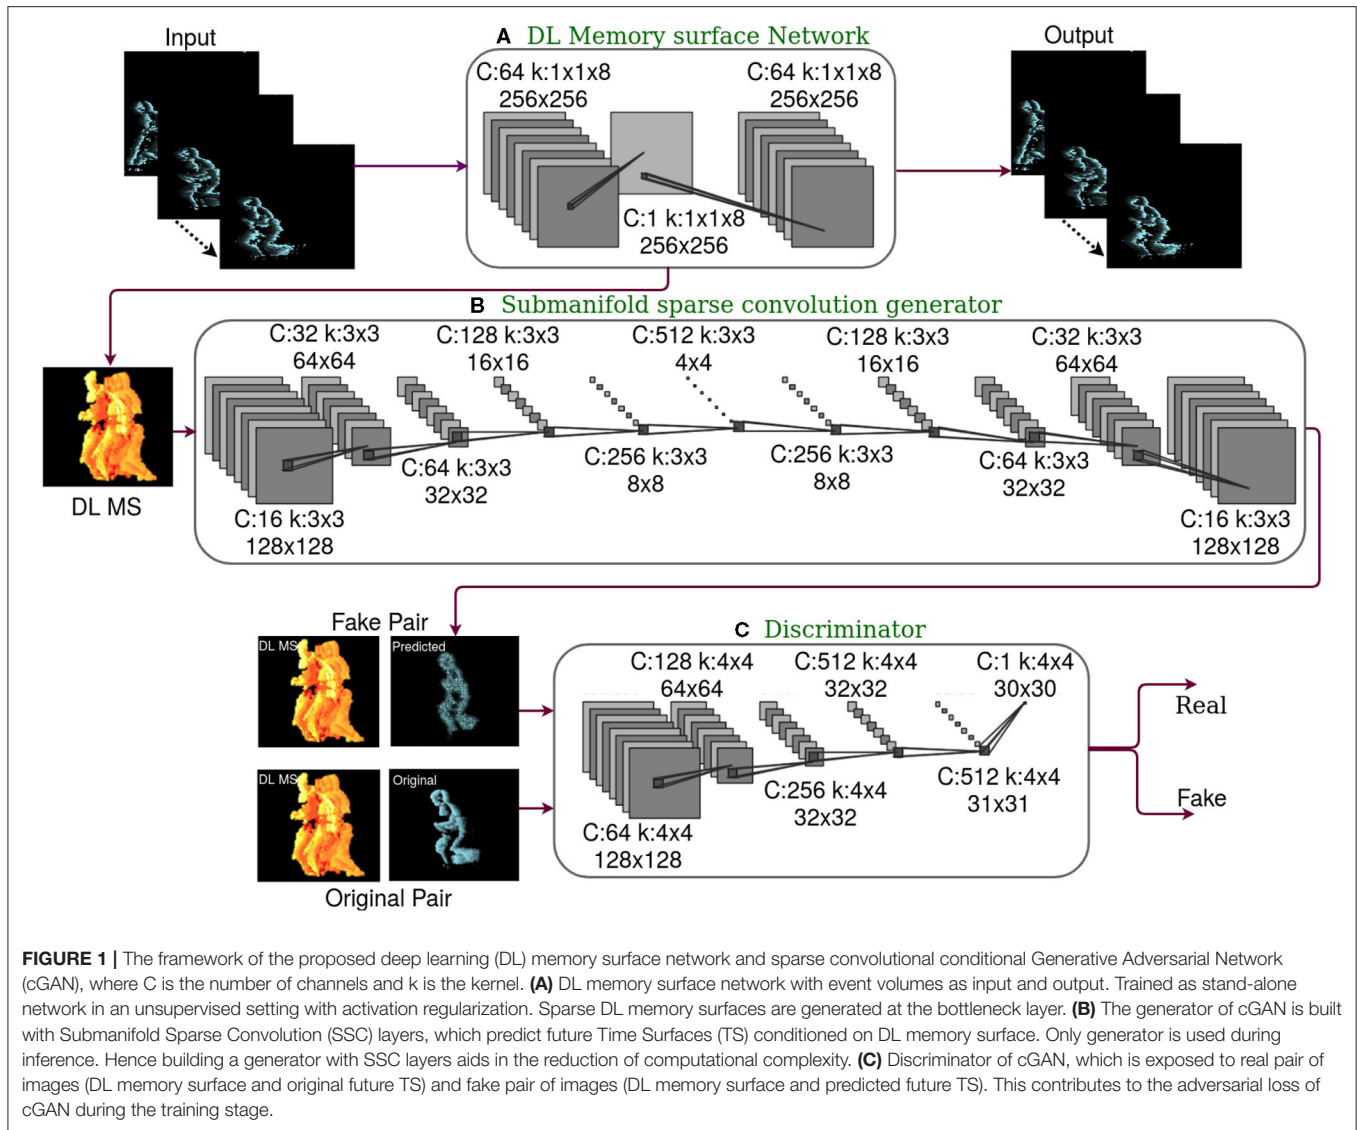 Input
A DL Memory surface Network
Output
C:64 k:1x1x8
256x256
C:64 k:1x1x8
256x256
C:1 k:1x1x8
256x256
B Submanifold sparse convolution generator
C:32 k:3x3
64x64
C:128 k:3x3
16x16
C:512 k:3x3
4x4
C:128 k:3x3
16x16
C:32 k:3x3
64x64
DL MS
C:16 k:3x3
128x128
C:64 k:3x3
32x32
C:256 k:3x3
8x8
C:256 k:3x3
8x8
C:64 k:3x3
32x32
C:16 k:3x3
128x128
Fake Pair
DL MS
Predicted
DL MS
Original
Original Pair
C Discriminator
C:128 k:4x4
64x64
C:512 k:4x4
32x32
C:1 k:4x4
30x30
C:64 k:4x4
128x128
C:256 k:4x4
32x32
C:512 k:4x4
31x31
Real
Fake
FIGURE 1 | The framework of the proposed deep learning (DL) memory surface network and sparse convolutional conditional Generative Adversarial Network
(cGAN), where C is the number of channels and k is the kernel. (A) DL memory surface network with event volumes as input and output. Trained as stand-alone
network in an unsupervised setting with activation regularization. Sparse DL memory surfaces are generated at the bottleneck layer. (B) The generator of cGAN is built
with Submanifold Sparse Convolution (SSC) layers, which predict future Time Surfaces (TS) conditioned on DL memory surface. Only generator is used during
inference. Hence building a generator with SSC layers aids in the reduction of computational complexity. (C) Discriminator of cGAN, which is exposed to real pair of
images (DL memory surface and original future TS) and fake pair of images (DL memory surface and predicted future TS). This contributes to the adversarial loss of
cGAN during the training stage.